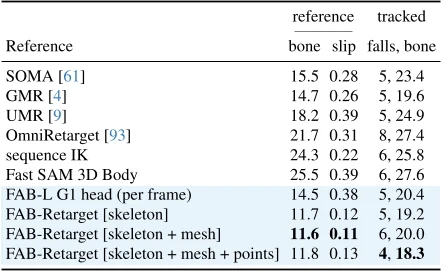 reference tracked
Reference bone slip falls, bone
SOMA [61] 15.5 0.28 5, 23.4
GMR [4] 14.7 0.26 5, 19.6
UMR [9] 18.2 0.39 5, 24.9
OmniRetarget [93] 21.7 0.31 8, 27.4
sequence IK 24.3 0.22 6, 25.8
Fast SAM 3D Body 25.5 0.39 6, 27.6
FAB-L G1 head (per frame) 14.5 0.38 5, 20.4
FAB-Retarget [skeleton] 11.7 0.12 5, 19.2
FAB-Retarget [skeleton + mesh] 11.6 0.11 6, 20.0
FAB-Retarget [skeleton + mesh + points] 11.8 0.13 4, 18.3